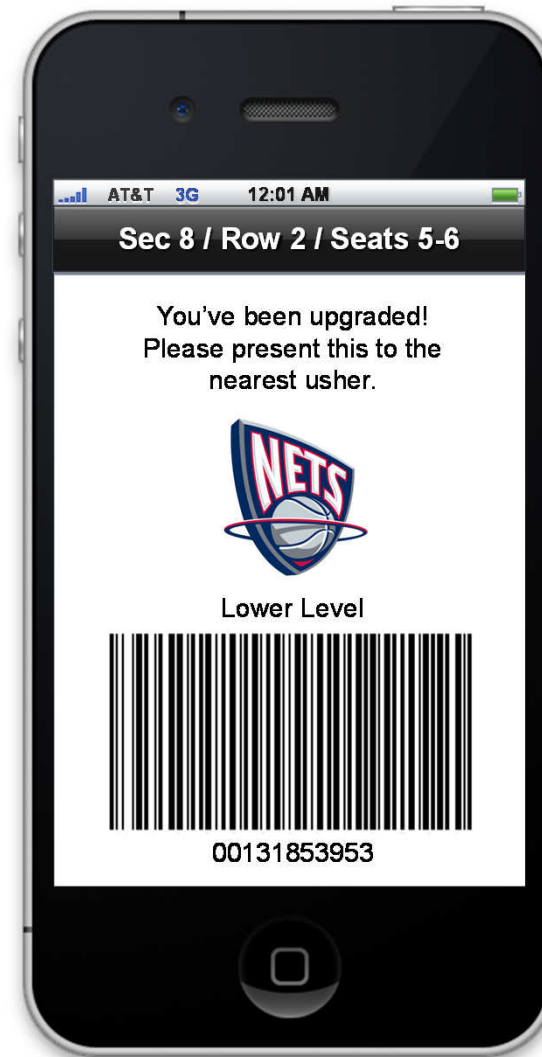 AT&T 3G 12:01 AM
Sec 8 / Row 2 / Seats 5-6
You've been upgraded!
Please present this to the
nearest usher.
NETS
Lower Level
00131853953